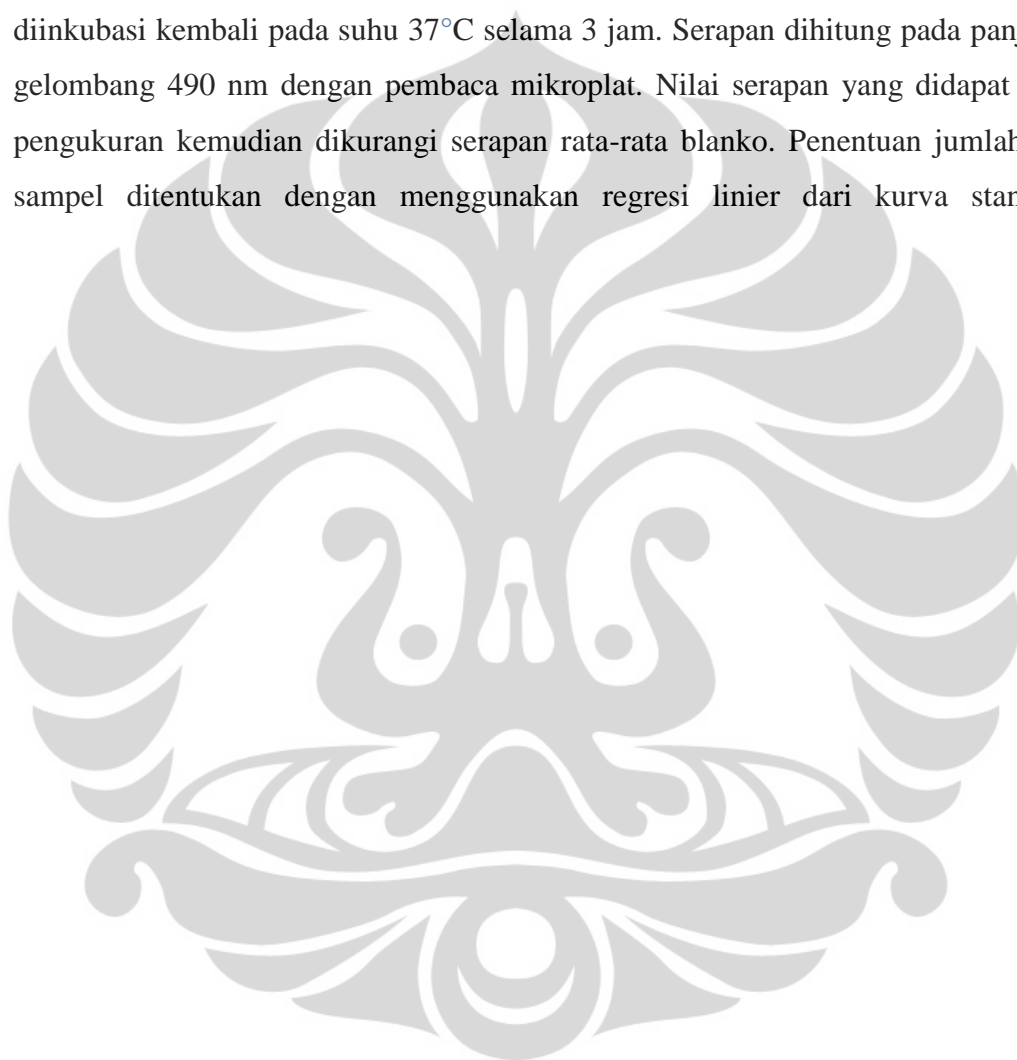 diinkubasi kembali pada suhu 37°C selama 3 jam. Serapan dihitung pada
gelombang 490 nm dengan pembaca mikroplat. Nilai serapan yang didapat
pengukuran kemudian dikurangi serapan rata-rata blanko. Penentuan jumlah
sampel ditentukan dengan menggunakan regresi linier dari kurva